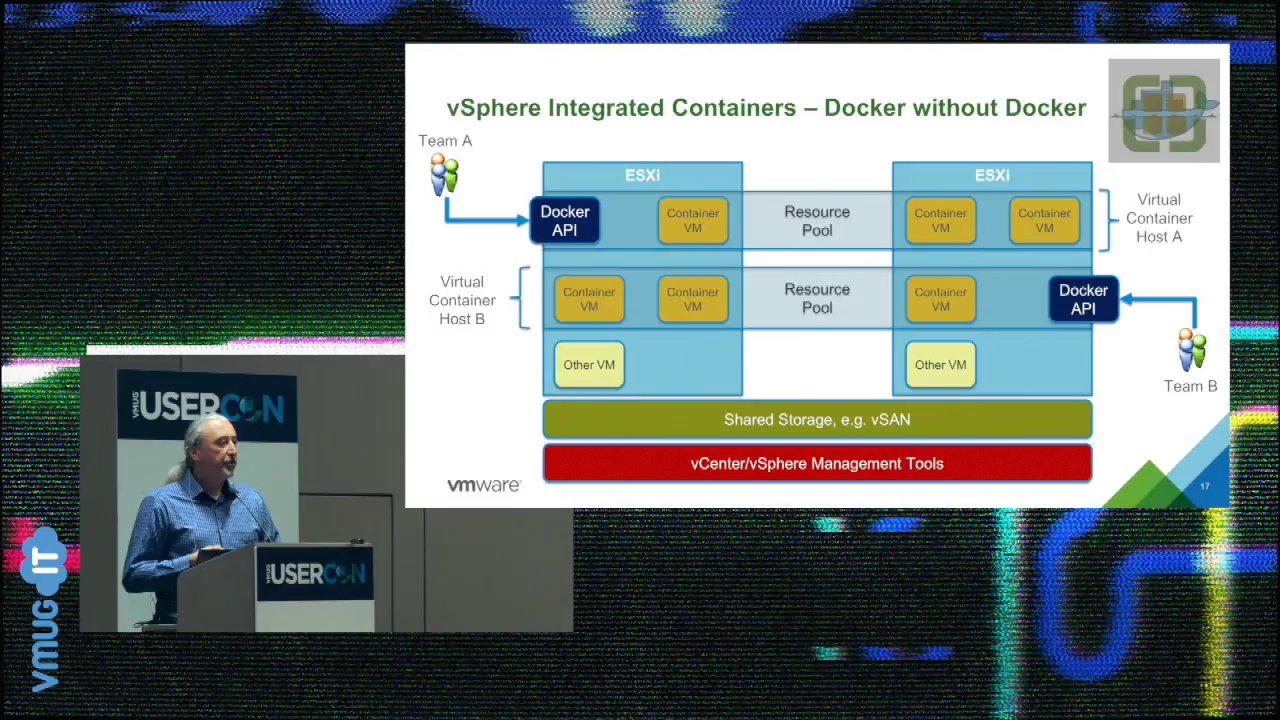 vSphere Integrated Containers – Docker without Docker
Team A
ESXi
ESXi
Docker
API
Container
VM
Resource
Pool
Container
VM
Container
VM
Virtual
Container
Host A
Virtual
Container
Host B
Container
VM
Container
VM
Resource
Pool
Container
VM
Docker
API
Other VM
Other VM
Team B
Shared Storage, e.g. vSAN
vCenter/vSphere Management Tools
vmware
17
VMUG
USERCON
USERCON
VMUG IT